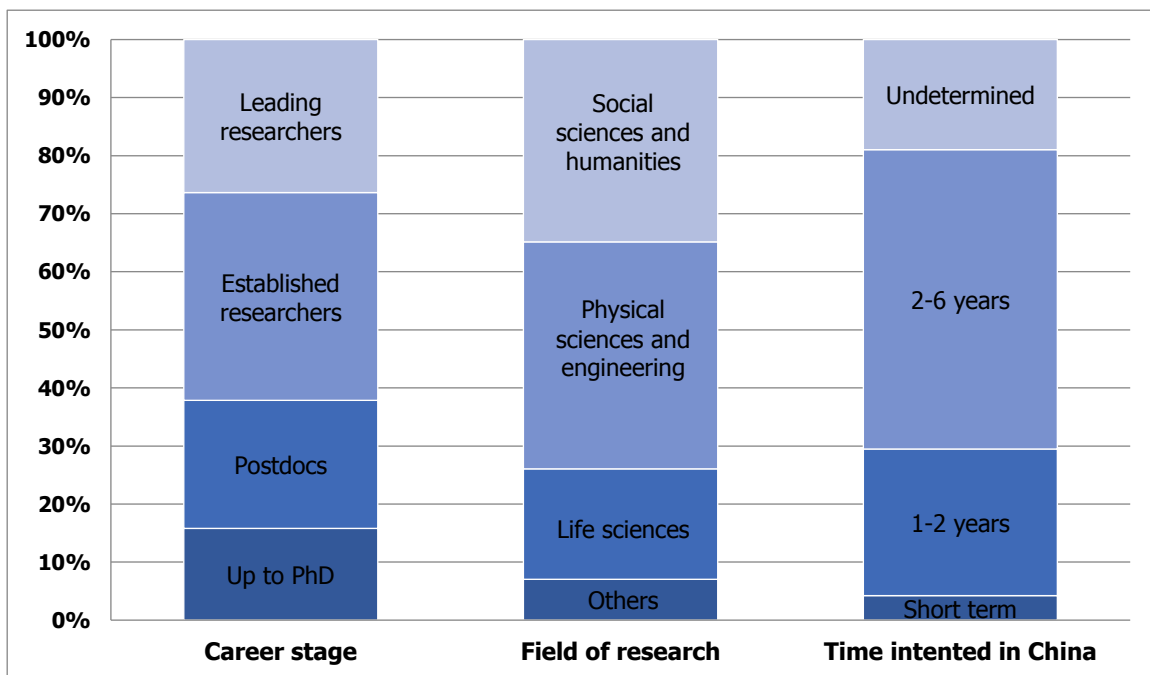 100%
90%
80%
70%
60%
50%
40%
30%
20%
10%
0%
Leading
researchers
Established
researchers
Postdocs
Up to PhD
Social
sciences and
humanities
Physical
sciences and
engineering
Life sciences
Others
Undetermined
2-6 years
1-2 years
Short term
Career stage
Field of research
Time intented in China